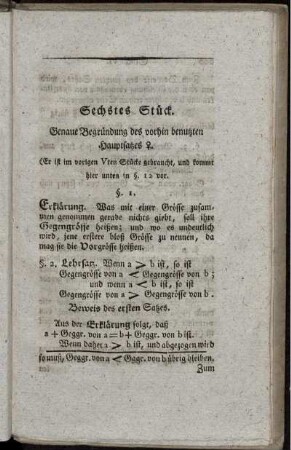 Sechstes Stück.
Genaue Begründung des vorhin benutzten
Hauptsatzes
(Er ist im vorigen Vten Stücke gebraucht, und kommt
hier unten in §. 12 vor.
§. 1.
Erklärung. Was mit einer Grösse zusam-
men genommen gerade nichts giebt, soll ihre
Gegengrösse heißen; und wo es undeutlich
wird, jene erstere bloß Grösse zu nennen, da
mag sie die Vorgrösse heißen.
§. 2. Lehrsatz. Wenn a > b ist, so ist
Gegengrösse von a < Gegengrösse von b;
und wenn a < b ist, so ist
Gegengrösse von a > Gegengrösse von b.
Beweis des ersten Satzes.
Aus der Erklärung folgt, daß
a + Geggr. von a = b + Geggr. von b ist.
Wenn daher a > b ist, und abgezogen wird
so muß, Geggr. von a < Gggr. von b übrig bleiben.
Zum